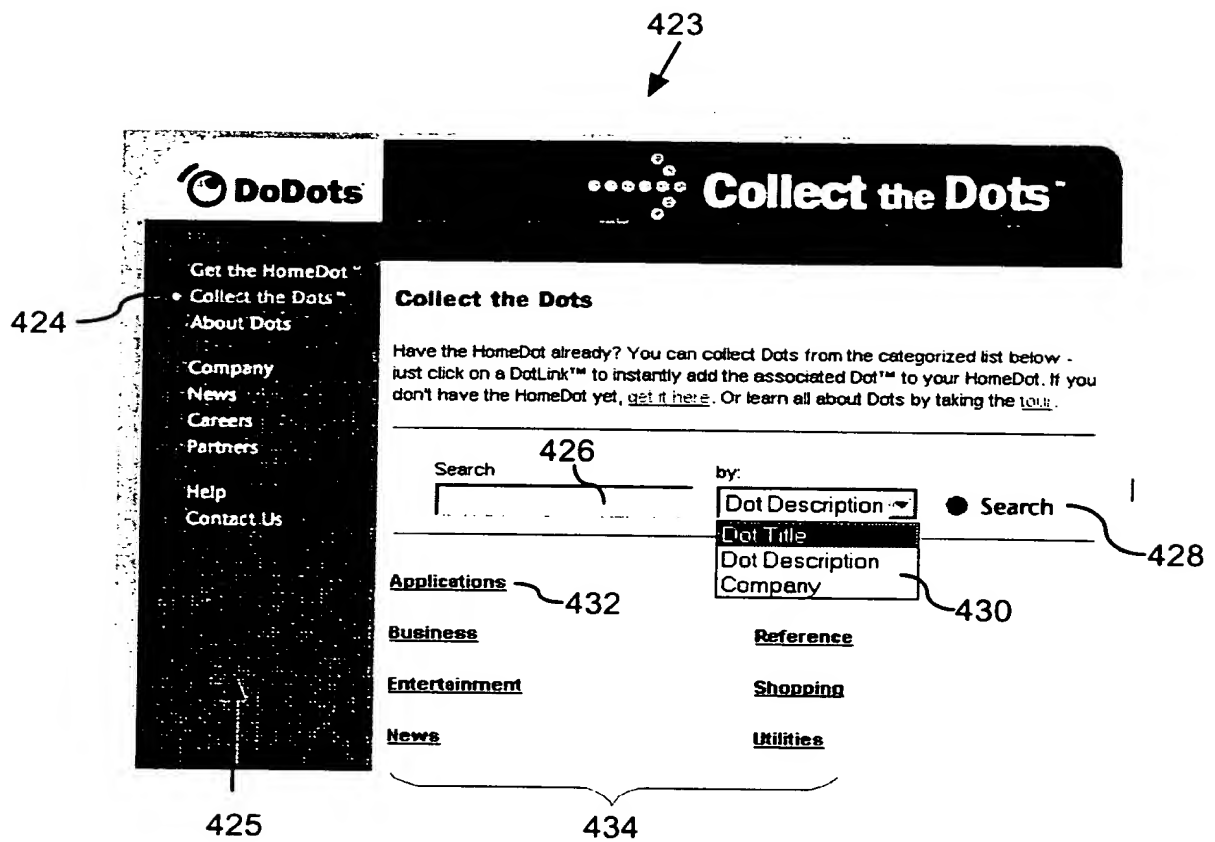 423
DoDots
Collect the Dots™
Get the HomeDot™
• Collect the Dots™
About Dots
424
Company
News
Careers
Partners
Help
Contact Us
425
Collect the Dots
Have the HomeDot already? You can collect Dots from the categorized list below -
just click on a DotLink™ to instantly add the associated Dot™ to your HomeDot. If you
don't have the HomeDot yet, get it here. Or learn all about Dots by taking the tour.
426
Search
by:
Dot Description
Search
428
Dot Title
Dot Description
Company
430
Applications
432
Business
Reference
Entertainment
Shopping
News
Utilities
434